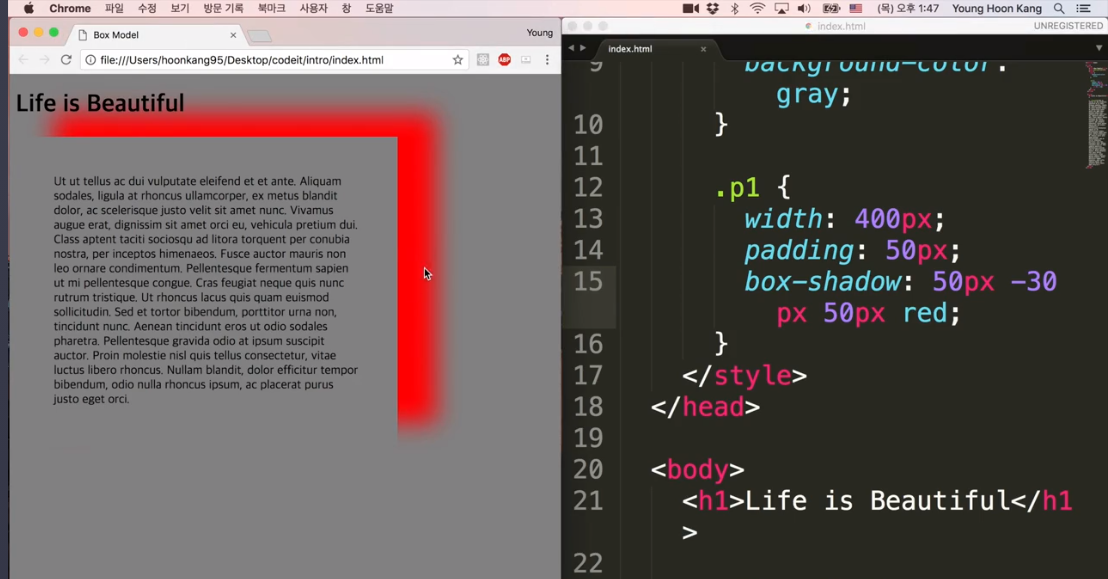 Chrome 파일 수정 보기 방문 기록 북마크 사용자 창 도움말 (목) 오후 1:47 Young Hoon Kang
Box Model
Young
file:///Users/hoonkang95/Desktop/codeit/intro/index.html
ABP
Life is Beautiful
Ut ut tellus ac dui vulputate eleifend et et ante. Aliquam
sodales, ligula at rhoncus ullamcorper, ex metus blandit
dolor, ac scelerisque justo velit sit amet nunc. Vivamus
augue erat, dignissim sit amet orci eu, vehicula pretium dui.
Class aptent taciti sociosqu ad litora torquent per conubia
nostra, per inceptos himenaeos. Fusce auctor mauris non
leo ornare condimentum. Pellentesque fermentum sapien
ut mi pellentesque congue. Cras feugiat neque quis nunc
rutrum tristique. Ut rhoncus lacus quis quam euismod
sollicitudin. Sed et tortor bibendum, porttitor urna non,
tincidunt nunc. Aenean tincidunt eros ut odio sodales
pharetra. Pellentesque gravida odio at ipsum suscipit
auctor. Proin molestie nisl quis tellus consectetur, vitae
luctus libero rhoncus. Nullam blandit, dolor efficitur tempor
bibendum, odio nulla rhoncus ipsum, ac placerat purus
justo eget orci.
index.html
UNREGISTERED
index.html
9 background-color:
gray;
10 }
11
12 .p1 {
13 width: 400px;
14 padding: 50px;
15 box-shadow: 50px -30
px 50px red;
16 }
17 </style>
18 </head>
19
20 <body>
21 <h1>Life is Beautiful</h1
>
22